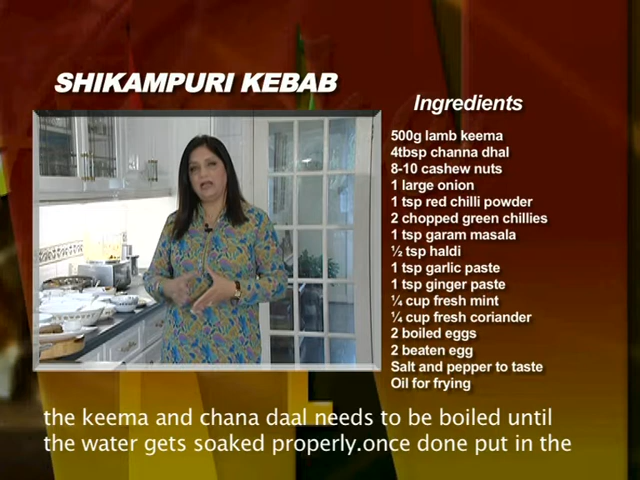 SHIKAMPURI KEBAB
Ingredients
500g lamb keema
4tbsp channa dhal
8-10 cashew nuts
1 large onion
1 tsp red chilli powder
2 chopped green chillies
1 tsp garam masala
½ tsp haldi
1 tsp garlic paste
1 tsp ginger paste
¼ cup fresh mint
¼ cup fresh coriander
2 boiled eggs
2 beaten egg
Salt and pepper to taste
Oil for frying
the keema and chana daal needs to be boiled until
the water gets soaked properly.once done put in the